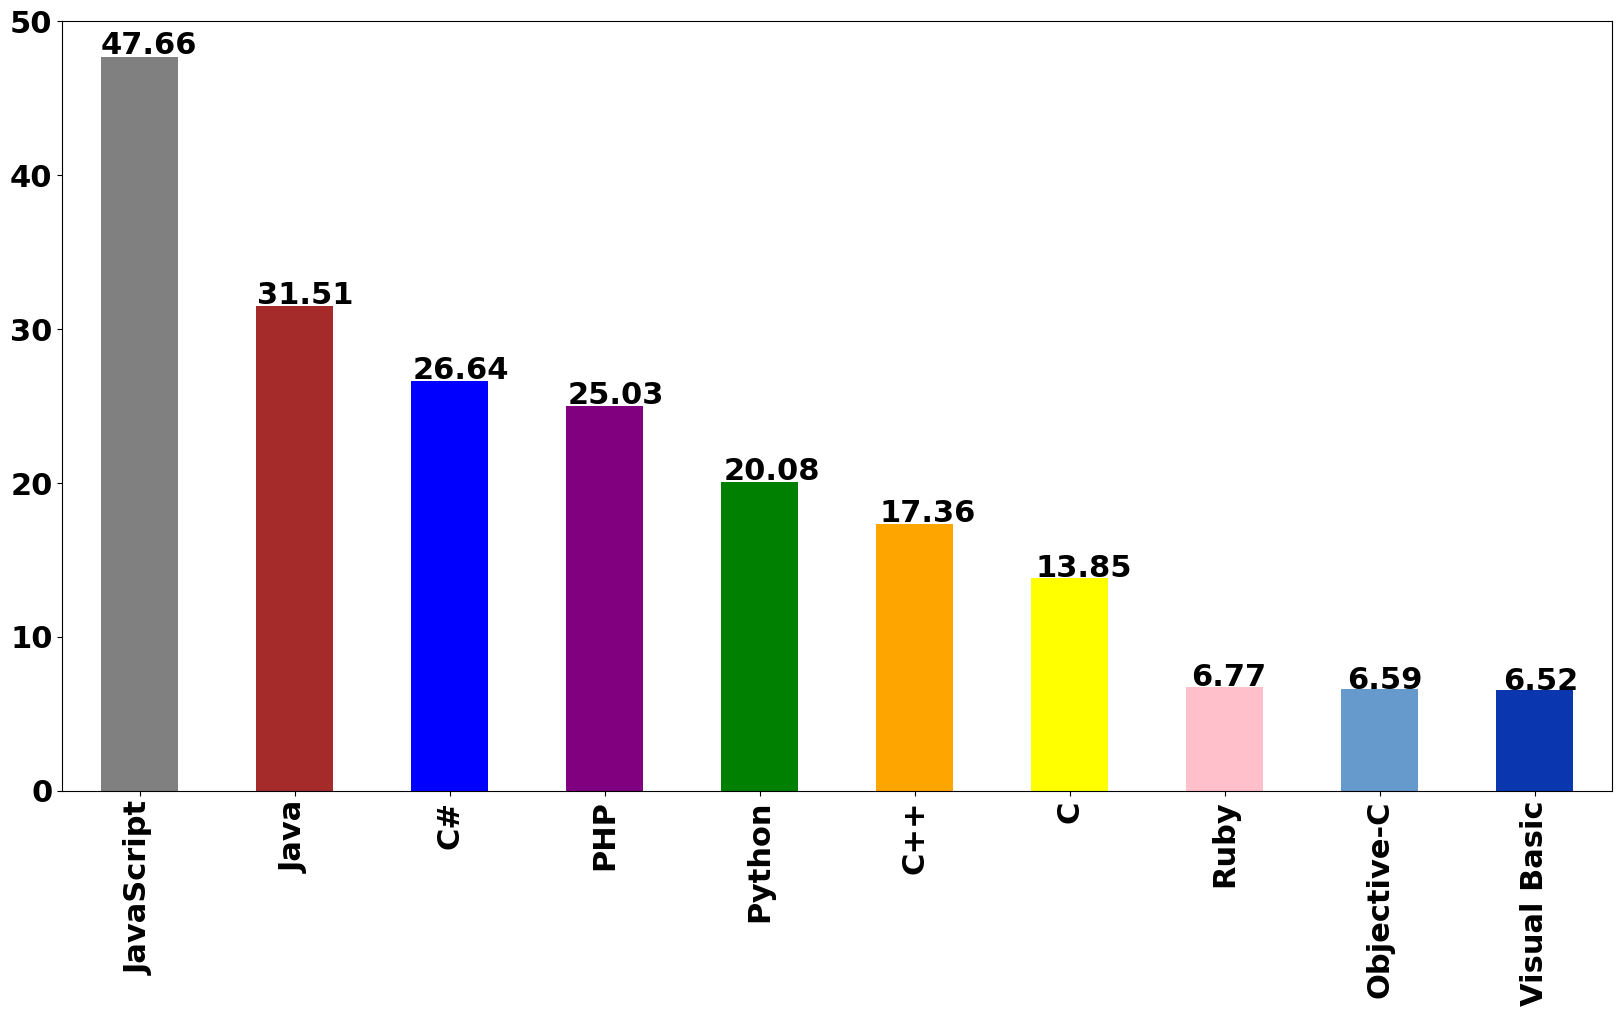 50
40
30
20
10
0
47.66
31.51
26.64
25.03
20.08
17.36
13.85
6.77
6.59
6.52
JavaScript
Java
C#
PHP
Python
C++
C
Ruby
Objective-C
Visual Basic